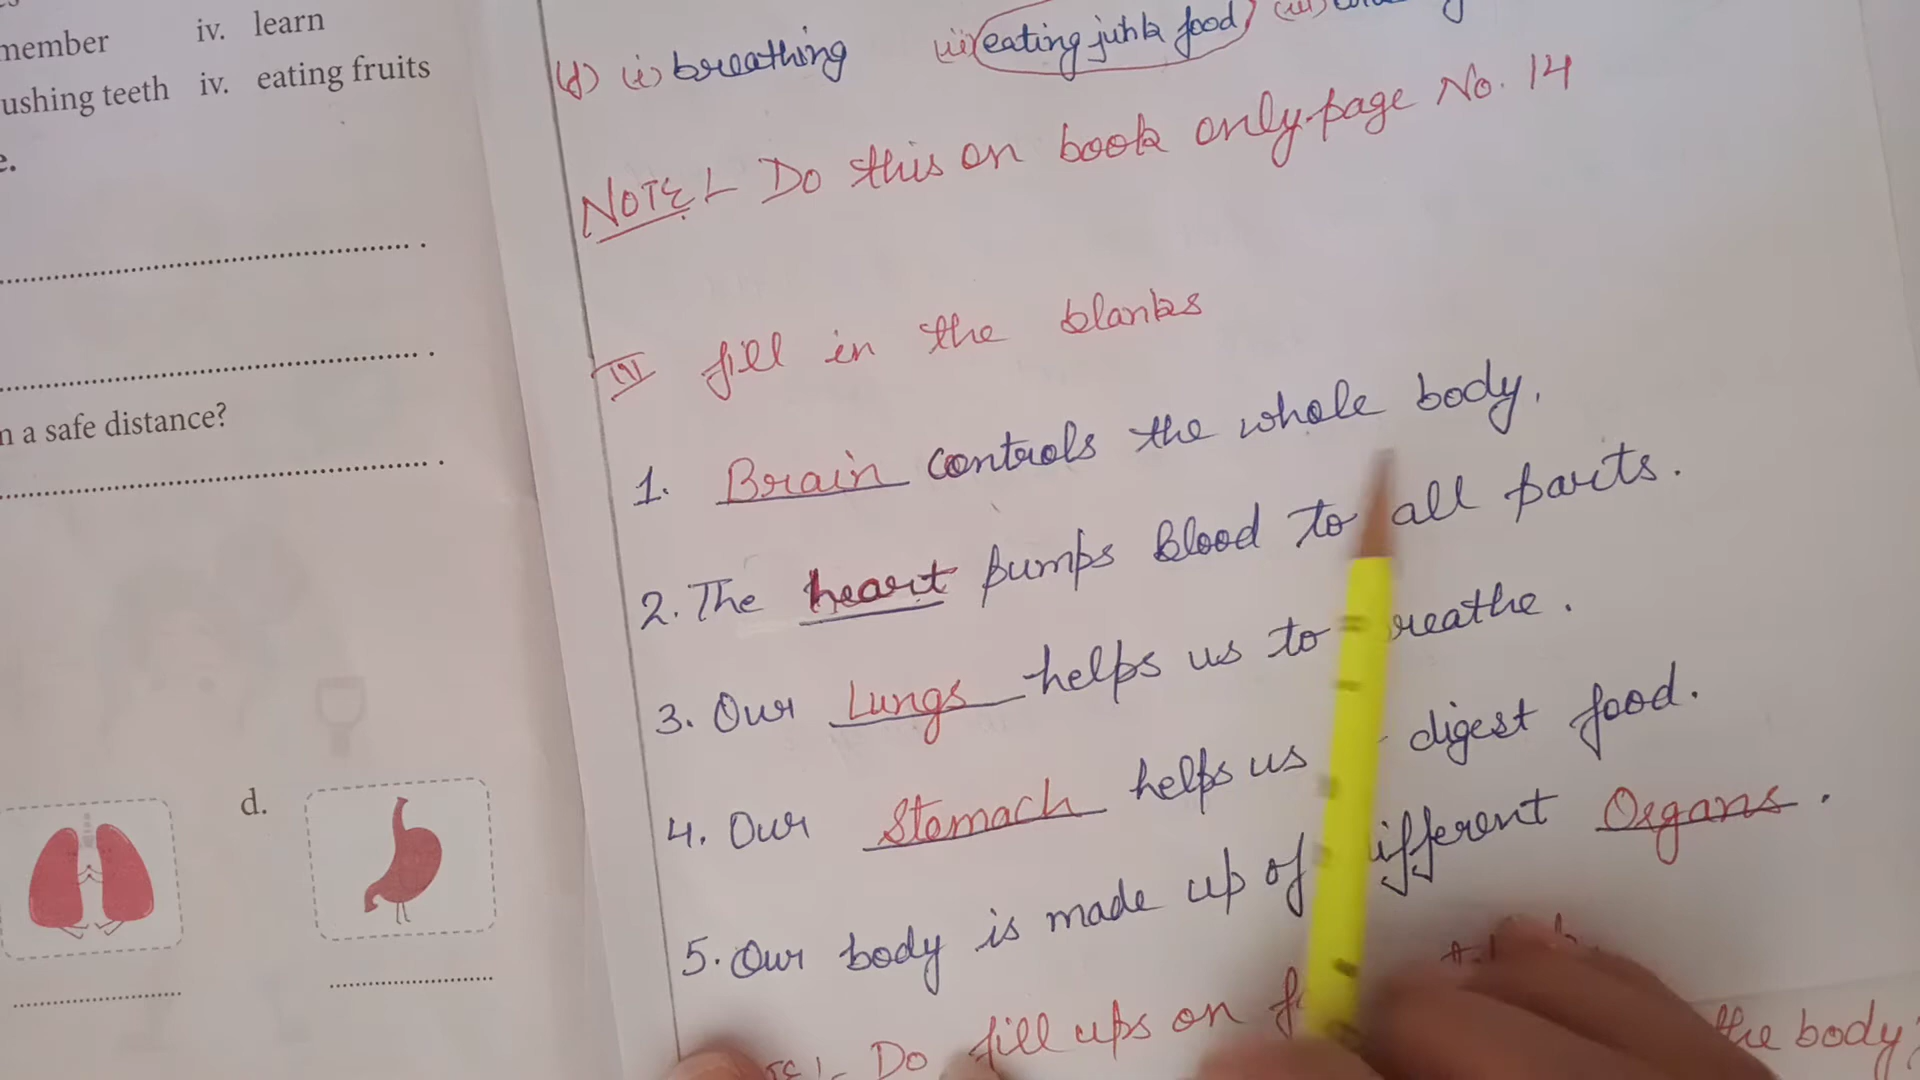 member iv. learn
ushing teeth iv. eating fruits
e.
n a safe distance?
d.
(d) (i) breathing (ii) eating junk food (iii)
NOTE:- Do this on book only page No. 14
III fill in the blanks
1. Brain controls the whole body.
2. The heart pumps blood to all parts.
3. Our Lungs helps us to breathe.
4. Our Stomach helps us digest food.
5. Our body is made up of different Organs.
Do fill ups on the body